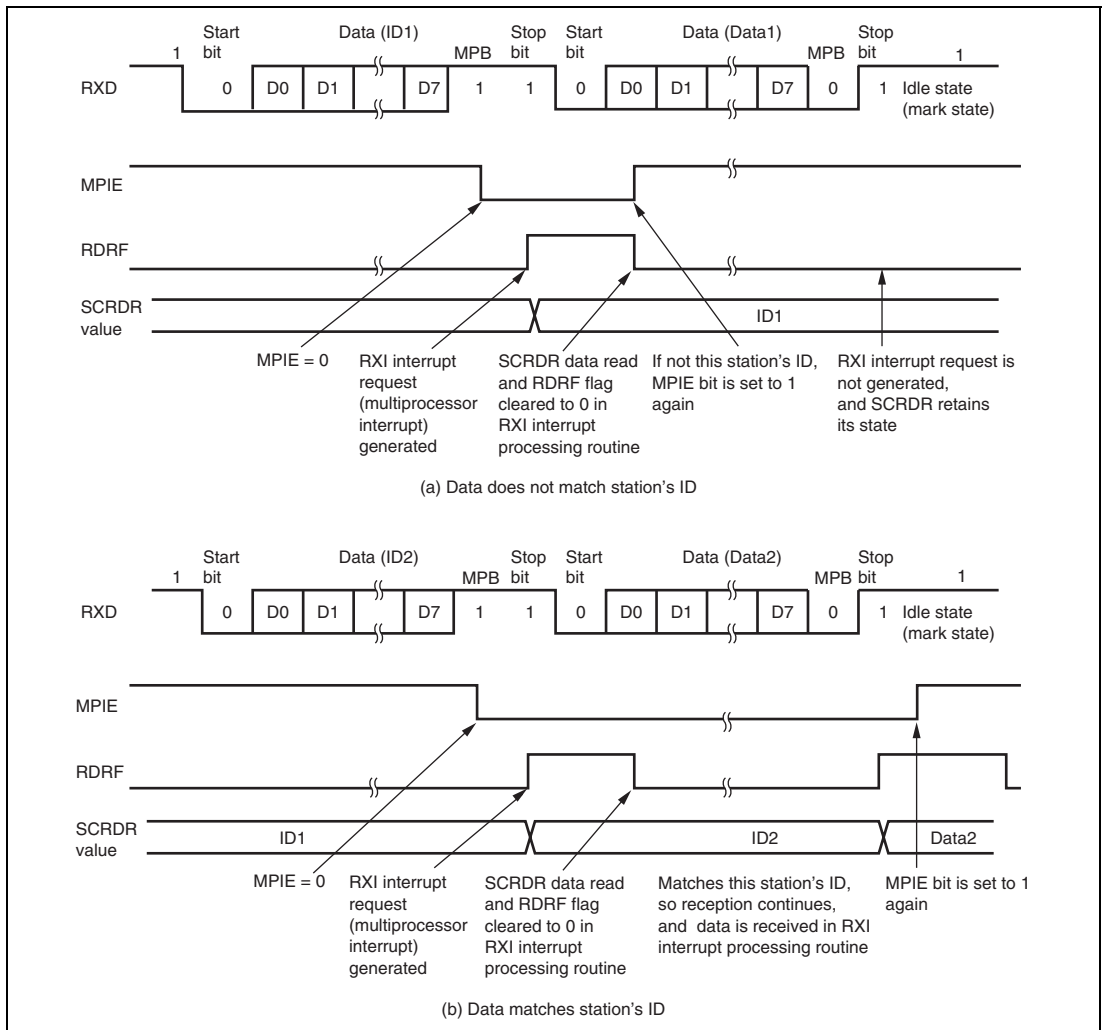 Start bit Data (ID1) Stop bit Start bit Data (Data1) Stop bit
1 MPB MPB 1
RXD 0 D0 D1 D7 1 1 0 D0 D1 D7 0 1 Idle state (mark state)
MPIE
RDRF
SCRDR value ID1
MPIE = 0
RXI interrupt
request
(multiprocessor
interrupt)
generated
SCRDR data read
and RDRF flag
cleared to 0 in
RXI interrupt
processing routine
If not this station's ID,
MPIE bit is set to 1
again
RXI interrupt request is
not generated,
and SCRDR retains
its state
(a) Data does not match station's ID
Start bit Data (ID2) Stop bit Start bit Data (Data2) Stop bit
1 MPB MPB 1
RXD 0 D0 D1 D7 1 1 0 D0 D1 D7 0 1 Idle state (mark state)
MPIE
RDRF
SCRDR value ID1 ID2 Data2
MPIE = 0
RXI interrupt
request
(multiprocessor
interrupt)
generated
SCRDR data read
and RDRF flag
cleared to 0 in
RXI interrupt
processing routine
Matches this station's ID,
so reception continues,
and data is received in RXI
interrupt processing routine
MPIE bit is set to 1
again
(b) Data matches station's ID